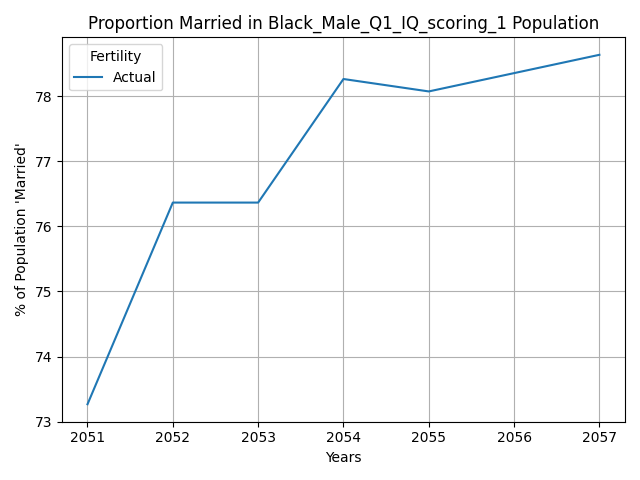 Proportion Married in Black_Male_Q1_IQ_scoring_1 Population
Fertility
Actual
% of Population 'Married'
78
77
76
75
74
73
2051 2052 2053 2054 2055 2056 2057
Years